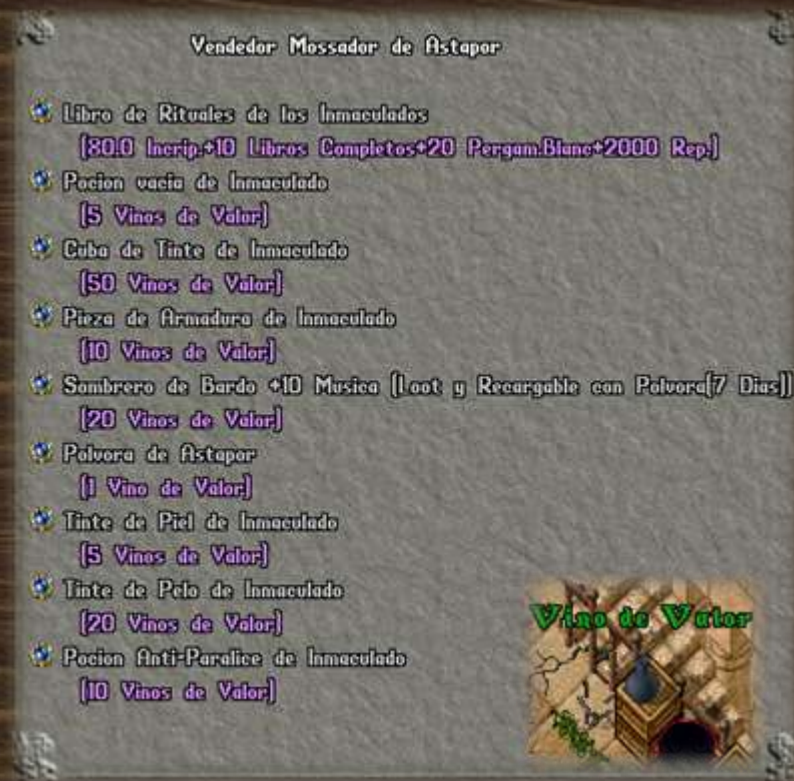 Vendedor Mossador de Astapor
Libro de Rituales de los Inmaculados
(80.0 Incrip.+10 Libros Completos+20 Pergam.Blanc+2000 Rep.)
Pocion vacia de Inmaculado
(5 Vinos de Valor)
Cuba de Tinte de Inmaculado
(50 Vinos de Valor)
Pieza de Armadura de Inmaculado
(10 Vinos de Valor)
Sombrero de Bardo +10 Musica (Loot y Recargable con Polvora(7 Dias))
(20 Vinos de Valor)
Polvora de Astapor
(1 Vino de Valor)
Tinte de Piel de Inmaculado
(5 Vinos de Valor)
Tinte de Pelo de Inmaculado
(20 Vinos de Valor)
Pocion Anti-Paralice de Inmaculado
(10 Vinos de Valor)
Vino de Valor